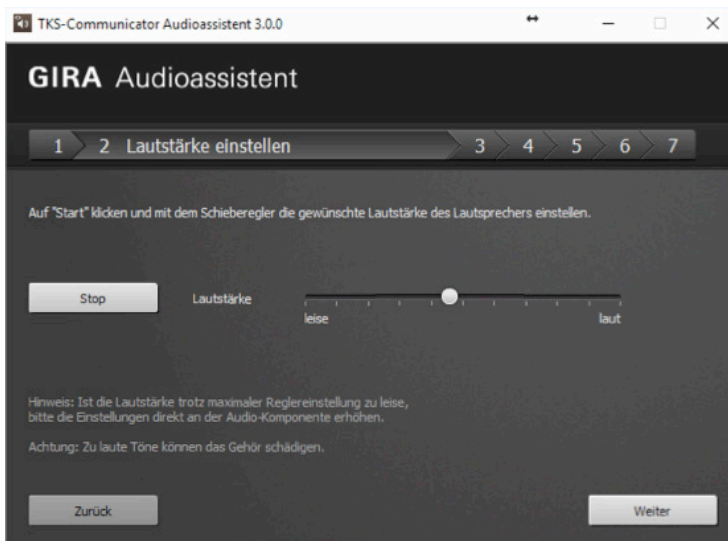 TKS-Communicator Audioassistent 3.0.0
GIRA Audioassistent
1 2 Lautstärke einstellen 3 4 5 6 7
Auf "Start" klicken und mit dem Schieberegler die gewünschte Lautstärke des Lautsprechers einstellen.
Stop Lautstärke
leise laut
Hinweis: Ist die Lautstärke trotz maximaler Reglereinstellung zu leise,
bitte die Einstellungen direkt an der Audio-Komponente erhöhen.
Achtung: Zu laute Töne können das Gehör schädigen.
Zurück Weiter